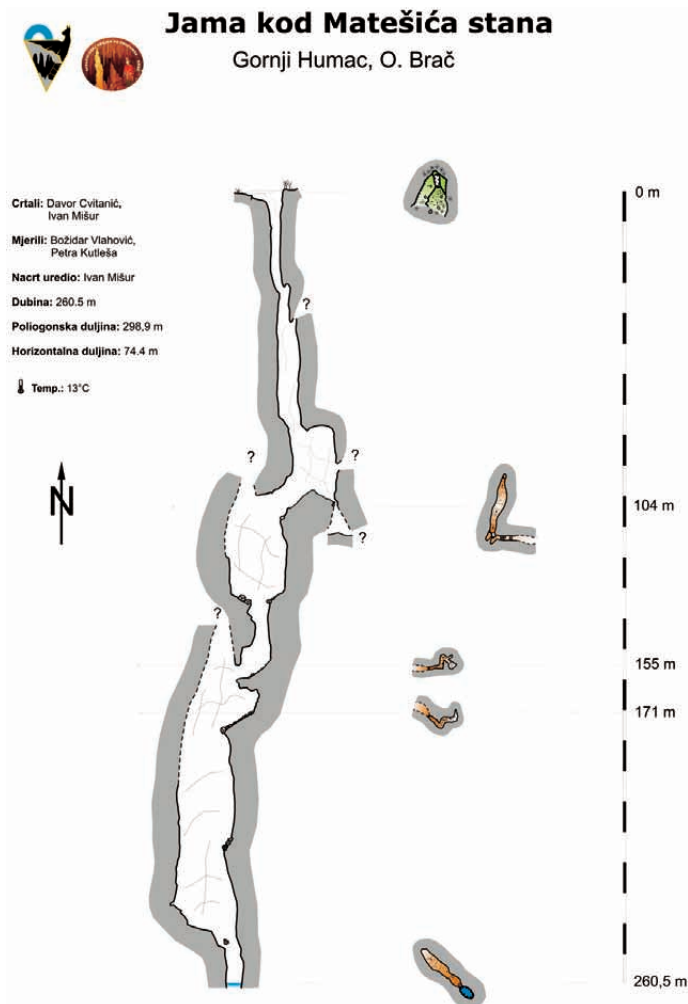 Jama kod Matešića stana
Gornji Humac, O. Brač
Crtali: Davor Cvitanić,
Ivan Mišur
Mjerili: Božidar Vlahović,
Petra Kutleša
Nacrt uredio: Ivan Mišur
Dubina: 260.5 m
Poliogonska duljina: 298,9 m
Horizontalna duljina: 74.4 m
Temp.: 13°C
N
?
?
?
?
?
0 m
104 m
155 m
171 m
260,5 m